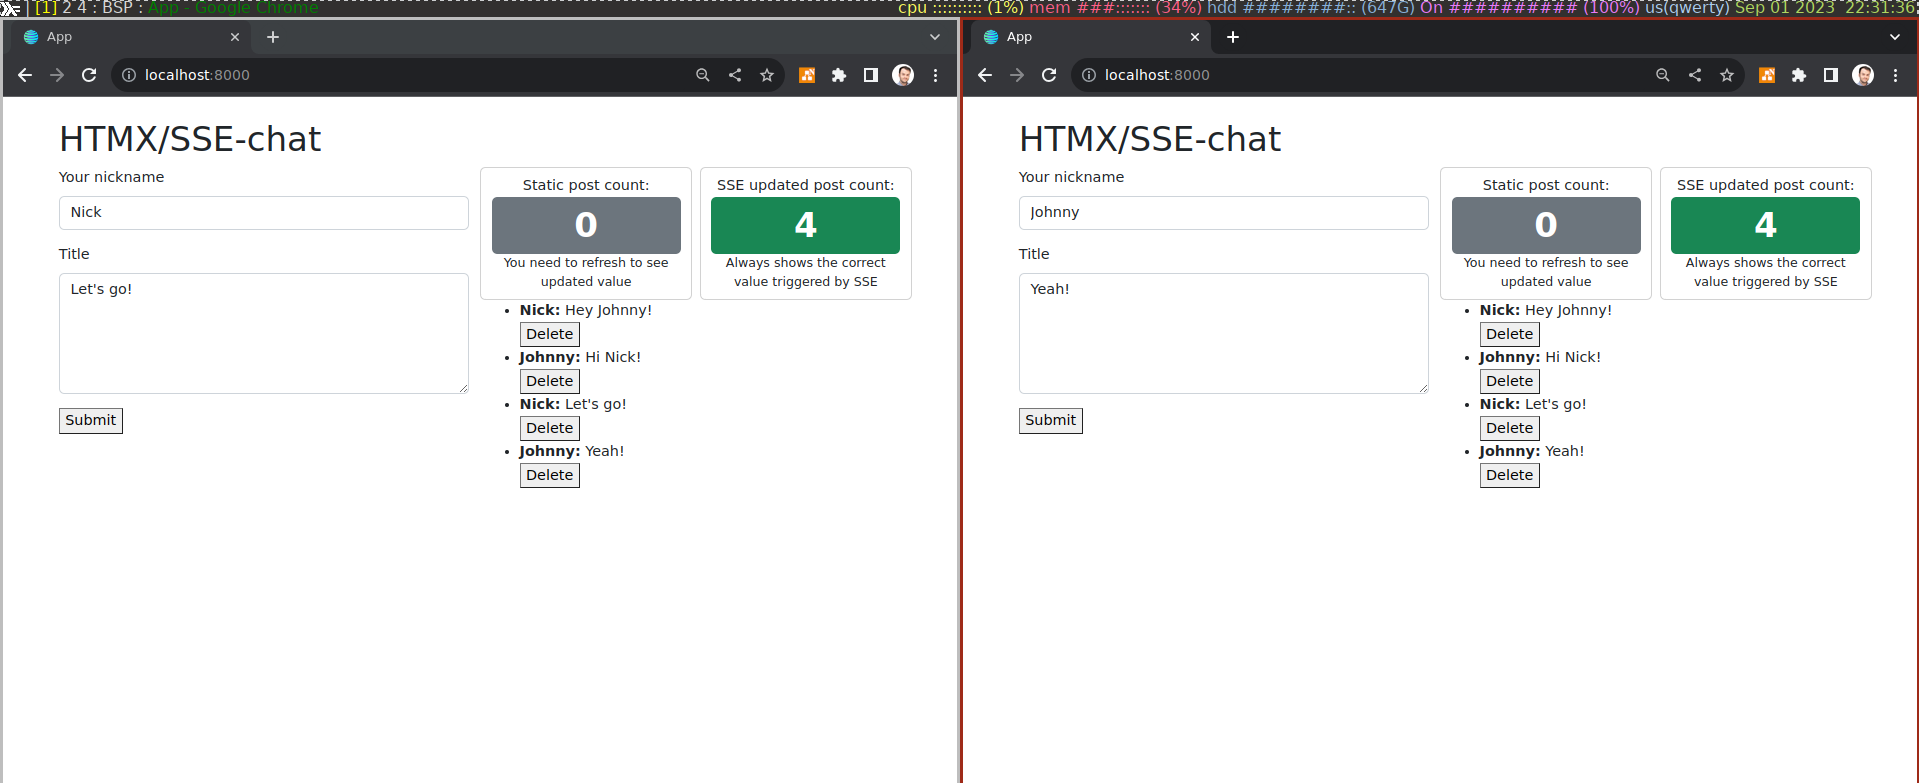 [1] 2 4 : BSP : App - Google Chrome
cpu ::::::::: (1%) mem ###::::::: (34%) hdd ########:: (647G) On ########## (100%) us(qwerty) Sep 01 2023 22:31:36
App
localhost:8000
HTMX/SSE-chat
Your nickname
Nick
Title
Let's go!
Submit
Static post count:
0
You need to refresh to see
updated value
SSE updated post count:
4
Always shows the correct
value triggered by SSE
Nick: Hey Johnny!
Delete
Johnny: Hi Nick!
Delete
Nick: Let's go!
Delete
Johnny: Yeah!
Delete
App
localhost:8000
HTMX/SSE-chat
Your nickname
Johnny
Title
Yeah!
Submit
Static post count:
0
You need to refresh to see
updated value
SSE updated post count:
4
Always shows the correct
value triggered by SSE
Nick: Hey Johnny!
Delete
Johnny: Hi Nick!
Delete
Nick: Let's go!
Delete
Johnny: Yeah!
Delete